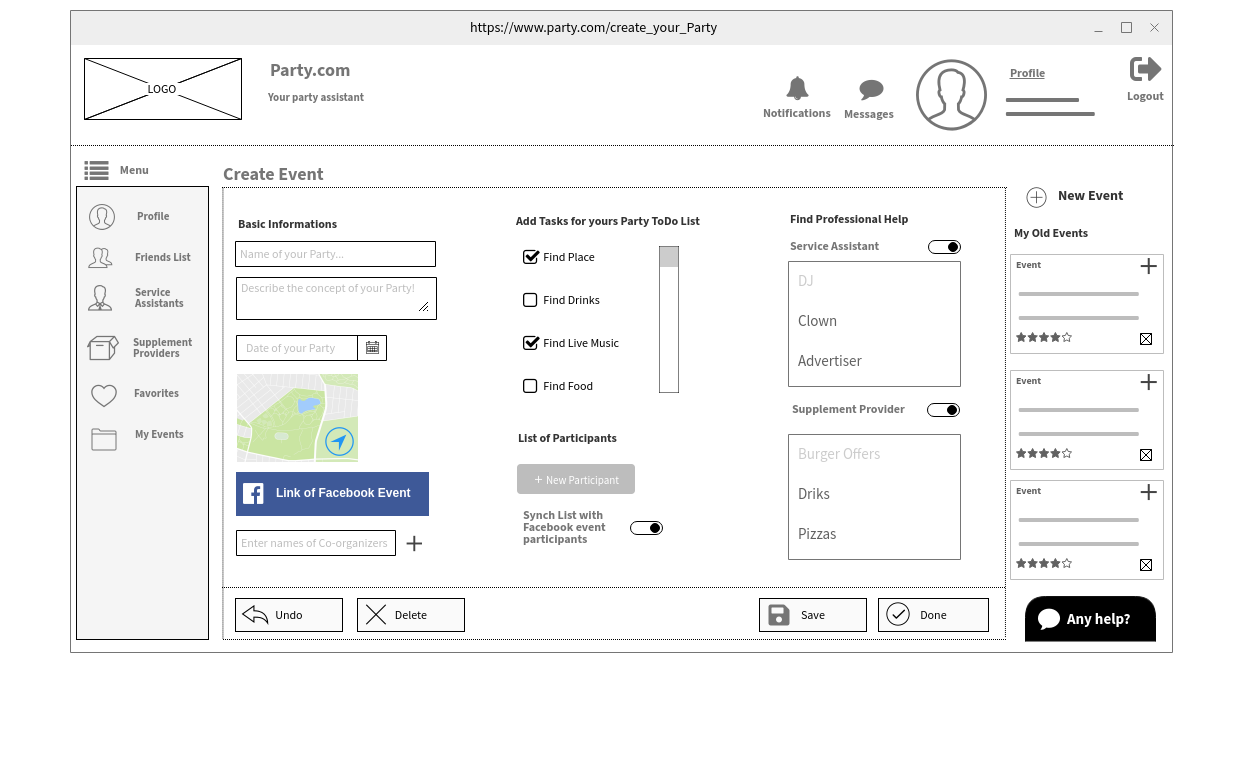 https://www.party.com/create_your_Party
LOGO
Party.com
Your party assistant
Notifications
Messages
Profile
Logout
Menu
Profile
Friends List
Service
Assistants
Supplement
Providers
Favorites
My Events
Create Event
Basic Informations
Name of your Party...
Describe the concept of your Party!
Date of your Party
Link of Facebook Event
Enter names of Co-organizers
Add Tasks for yours Party ToDo List
Find Place
Find Drinks
Find Live Music
Find Food
List of Participants
+ New Participant
Synch List with
Facebook event
participants
Find Professional Help
Service Assistant
DJ
Clown
Advertiser
Supplement Provider
Burger Offers
Driks
Pizzas
Undo
Delete
Save
Done
New Event
My Old Events
Event
Event
Event
Any help?